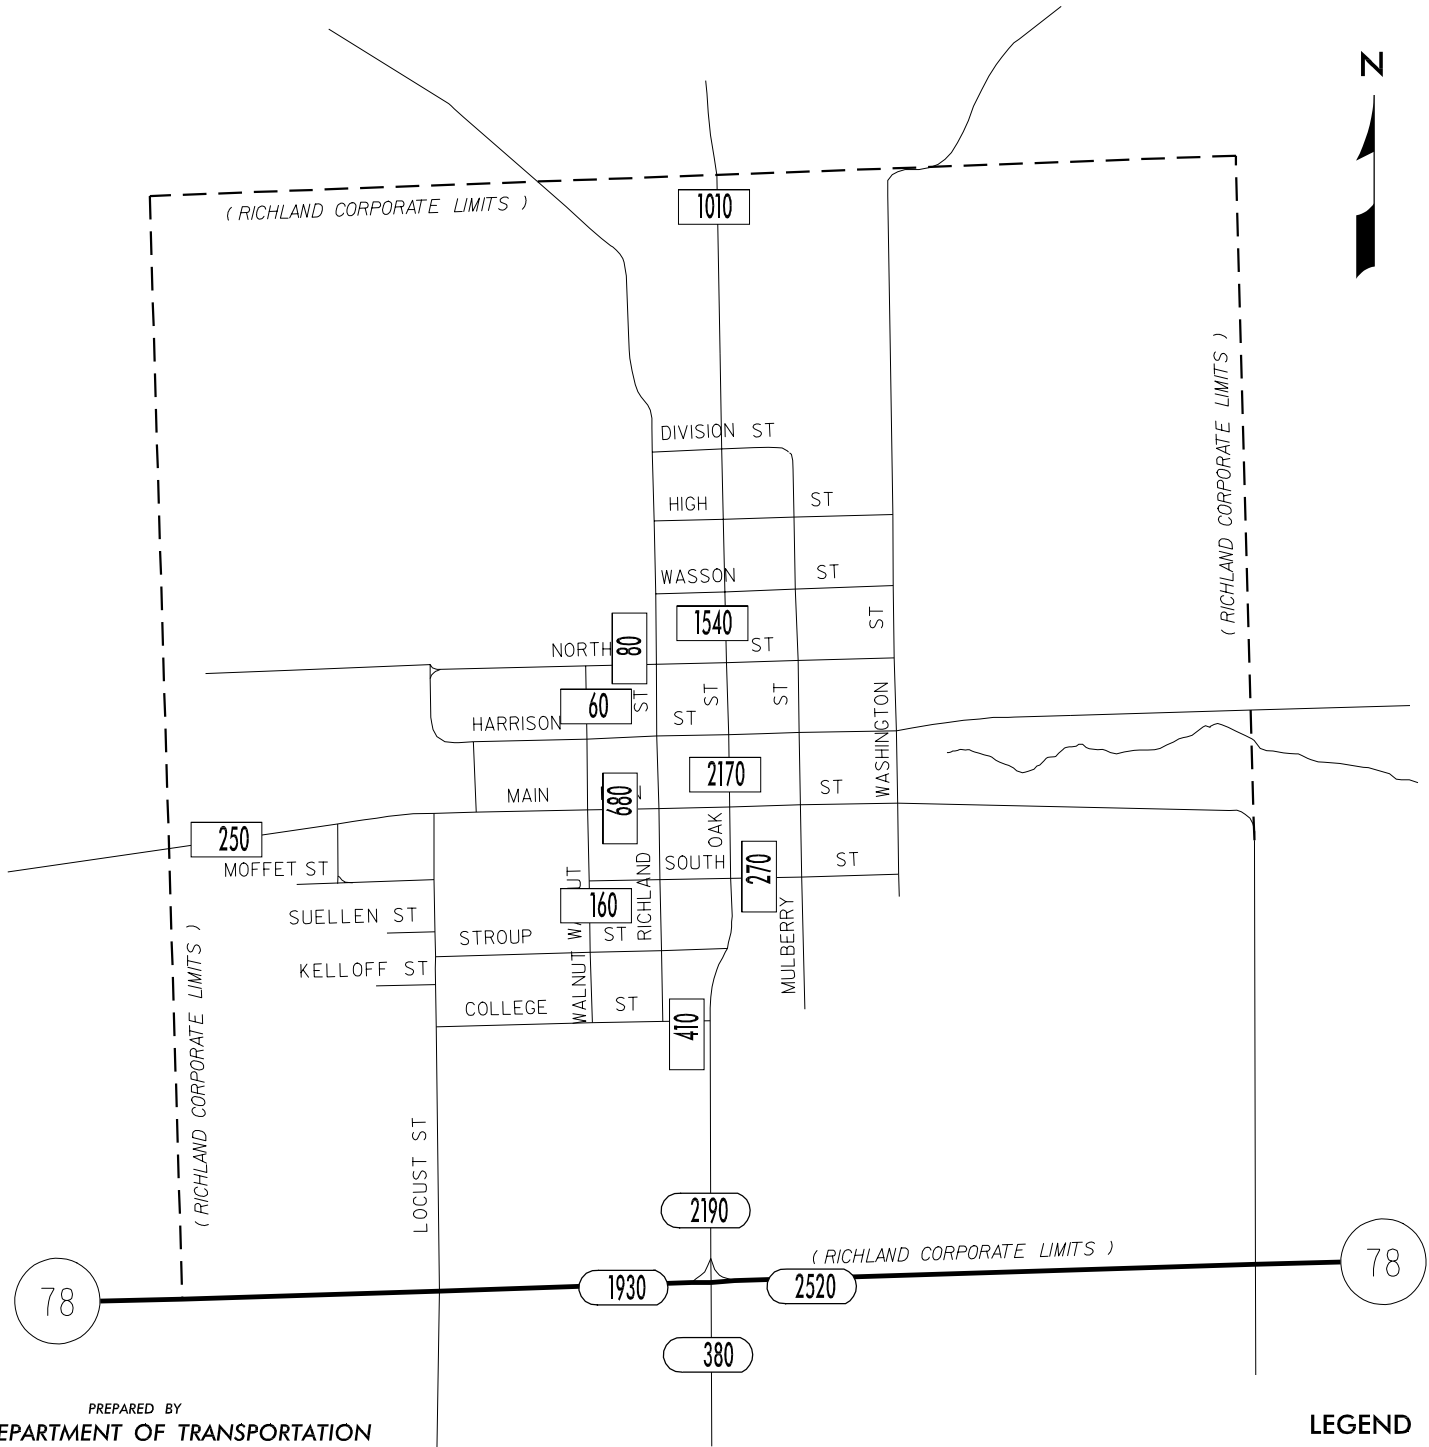 N
( RICHLAND CORPORATE LIMITS )
1010
( RICHLAND CORPORATE LIMITS )
DIVISION ST
HIGH ST
WASSON ST
1540
80
NORTH ST
ST
ST
ST
ST
60
HARRISON ST
WASHINGTON
2170
MAIN ST
680
250
OAK
MOFFET ST
SOUTH ST
270
RICHLAND
160
SUELLEN ST
STROUP ST
MULBERRY
KELLOFF ST
WALNUT
COLLEGE ST
410
( RICHLAND CORPORATE LIMITS )
LOCUST ST
2190
( RICHLAND CORPORATE LIMITS )
78
1930
2520
78
380
PREPARED BY
EPARTMENT OF TRANSPORTATION
LEGEND